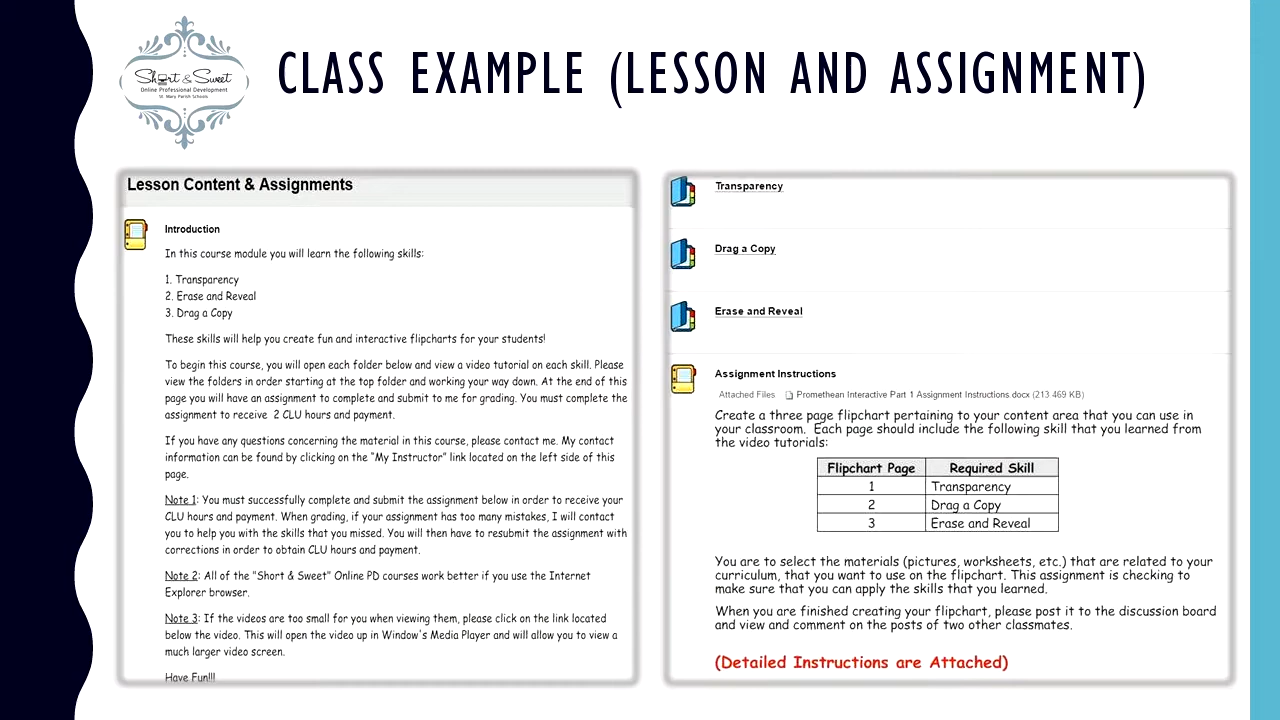 Short & Sweet
Online Professional Development
St. Mary Parish Schools
CLASS EXAMPLE (LESSON AND ASSIGNMENT)
Lesson Content & Assignments
Introduction
In this course module you will learn the following skills:
1. Transparency
2. Erase and Reveal
3. Drag a Copy
These skills will help you create fun and interactive flipcharts for your students!
To begin this course, you will open each folder below and view a video tutorial on each skill. Please
view the folders in order starting at the top folder and working your way down. At the end of this
page you will have an assignment to complete and submit to me for grading. You must complete the
assignment to receive 2 CLU hours and payment.
If you have any questions concerning the material in this course, please contact me. My contact
information can be found by clicking on the "My Instructor" link located on the left side of this
page.
Note 1: You must successfully complete and submit the assignment below in order to receive your
CLU hours and payment. When grading, if your assignment has too many mistakes, I will contact
you to help you with the skills that you missed. You will then have to resubmit the assignment with
corrections in order to obtain CLU hours and payment.
Note 2: All of the "Short & Sweet" Online PD courses work better if you use the Internet
Explorer browser.
Note 3: If the videos are too small for you when viewing them, please click on the link located
below the video. This will open the video up in Window's Media Player and will allow you to view a
much larger video screen.
Have Fun!!!
Transparency
Drag a Copy
Erase and Reveal
Assignment Instructions
Attached Files Promethean Interactive Part 1 Assignment Instructions.docx (213 469 KB)
Create a three page flipchart pertaining to your content area that you can use in
your classroom. Each page should include the following skill that you learned from
the video tutorials:
Flipchart Page Required Skill
1 Transparency
2 Drag a Copy
3 Erase and Reveal
You are to select the materials (pictures, worksheets, etc.) that are related to your
curriculum, that you want to use on the flipchart. This assignment is checking to
make sure that you can apply the skills that you learned.
When you are finished creating your flipchart, please post it to the discussion board
and view and comment on the posts of two other classmates.
(Detailed Instructions are Attached)